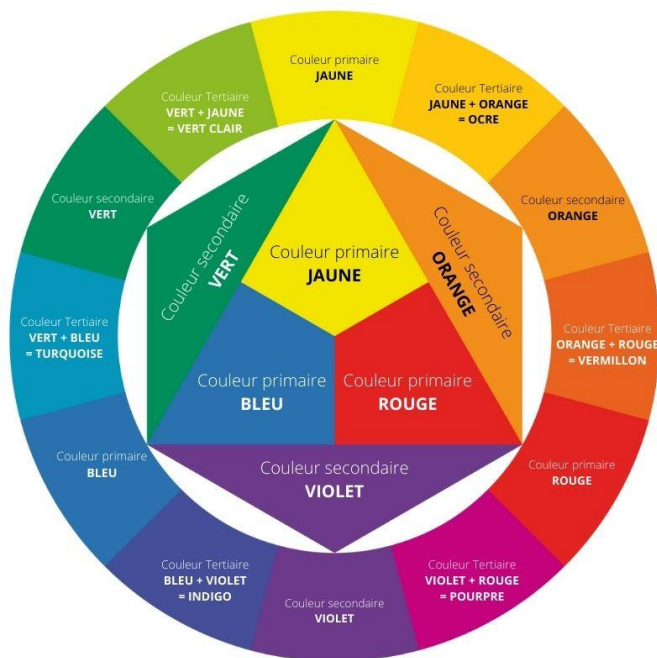 Couleur primaire
JAUNE
Couleur Tertiaire
JAUNE + ORANGE
= OCRE
Couleur secondaire
ORANGE
Couleur Tertiaire
ORANGE + ROUGE
= VERMILLON
Couleur primaire
ROUGE
Couleur Tertiaire
VIOLET + ROUGE
= POURPRE
Couleur secondaire
VIOLET
Couleur Tertiaire
BLEU + VIOLET
= INDIGO
Couleur primaire
BLEU
Couleur Tertiaire
VERT + BLEU
= TURQUOISE
Couleur secondaire
VERT
Couleur Tertiaire
VERT + JAUNE
= VERT CLAIR
Couleur secondaire
VERT
Couleur primaire
JAUNE
Couleur secondaire
ORANGE
Couleur primaire
BLEU
Couleur primaire
ROUGE
Couleur secondaire
VIOLET